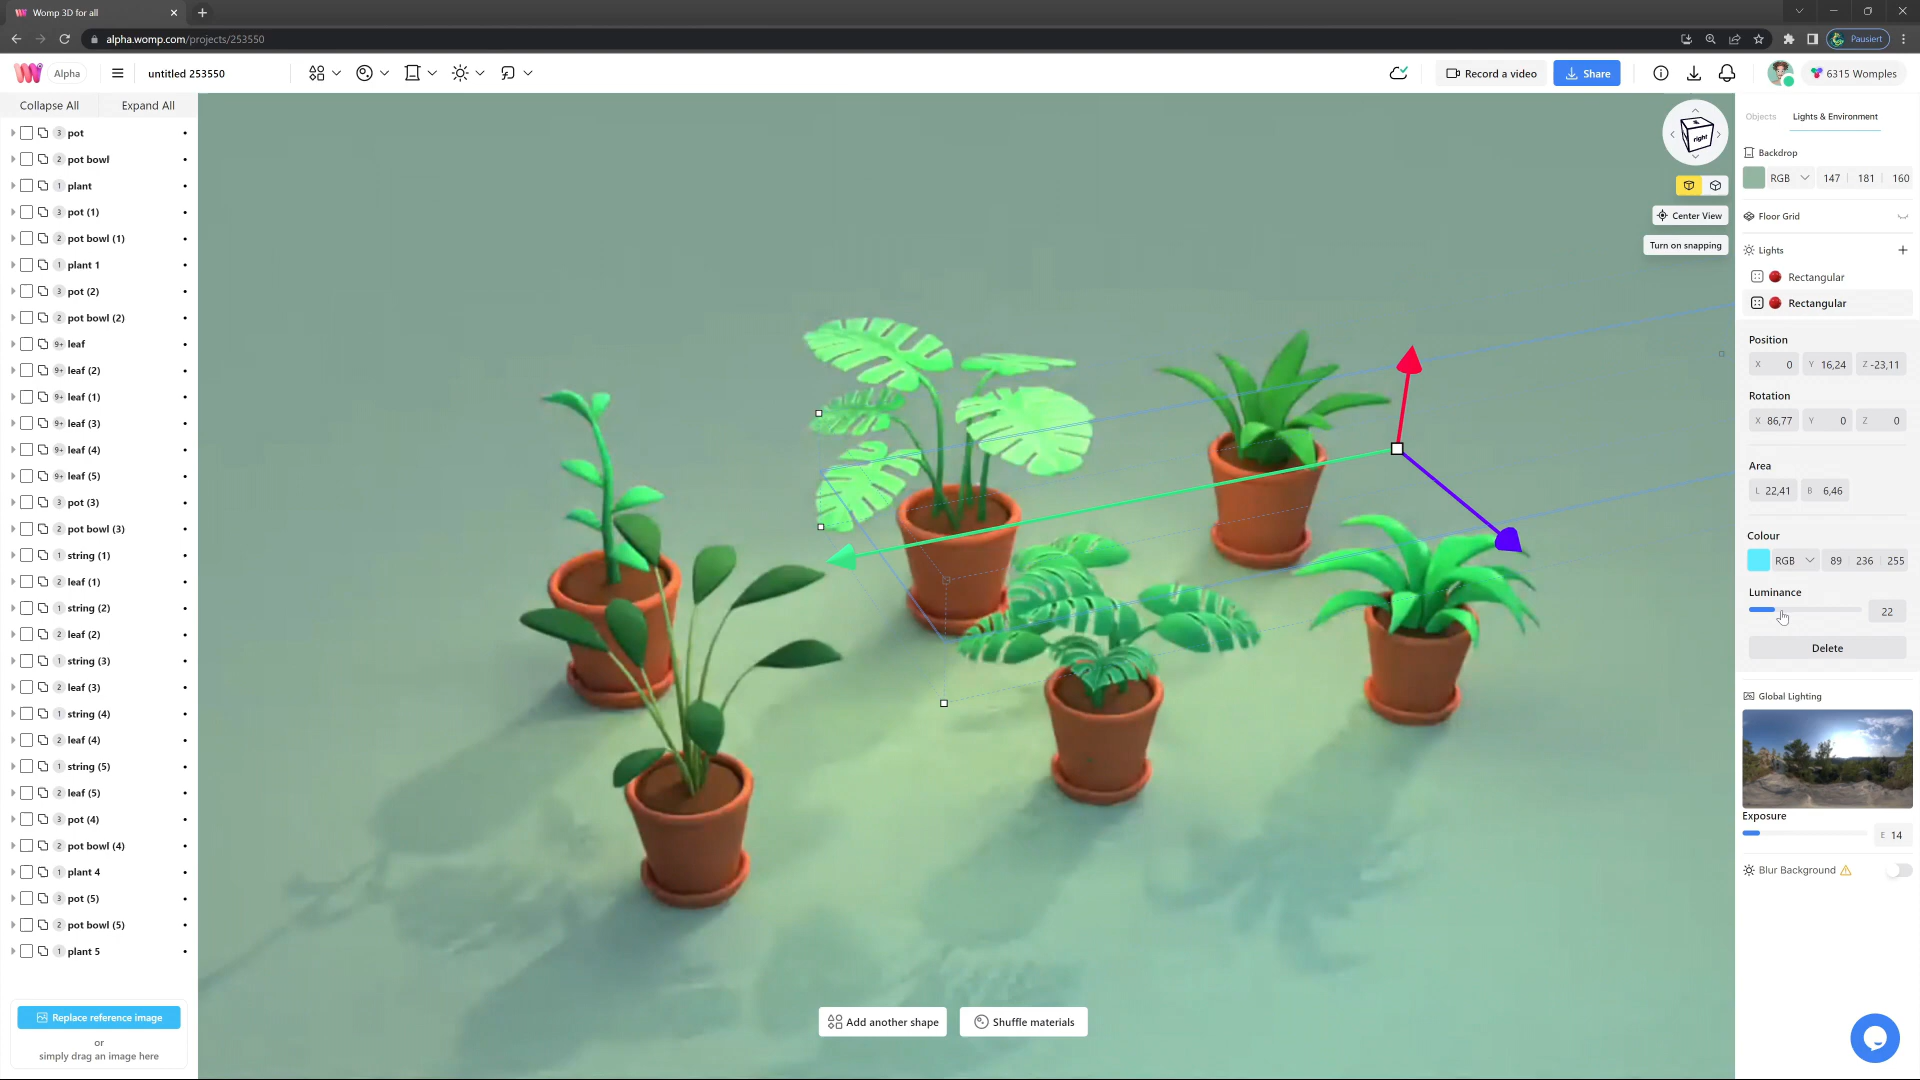 Womp 3D for all
alpha.womp.com/projects/253550
Pausiert
Alpha
untitled 253550
Record a video
Share
6315 Womples
Collapse All
Expand All
3 pot
2 pot bowl
1 plant
3 pot (1)
2 pot bowl (1)
1 plant 1
3 pot (2)
2 pot bowl (2)
9+ leaf
9+ leaf (2)
9+ leaf (1)
9+ leaf (3)
9+ leaf (4)
9+ leaf (5)
3 pot (3)
2 pot bowl (3)
1 string (1)
2 leaf (1)
1 string (2)
2 leaf (2)
1 string (3)
2 leaf (3)
1 string (4)
2 leaf (4)
1 string (5)
2 leaf (5)
3 pot (4)
2 pot bowl (4)
1 plant 4
3 pot (5)
2 pot bowl (5)
1 plant 5
Replace reference image
or
simply drag an image here
right
Center View
Turn on snapping
Add another shape
Shuffle materials
Objects
Lights & Environment
Backdrop
RGB 147 181 160
Floor Grid
Lights
Rectangular
Rectangular
Position
X 0 Y 16,24 Z -23,11
Rotation
X 86,77 Y 0 Z 0
Area
L 22,41 B 6,46
Colour
RGB 89 236 255
Luminance
22
Delete
Global Lighting
Exposure
E 14
Blur Background